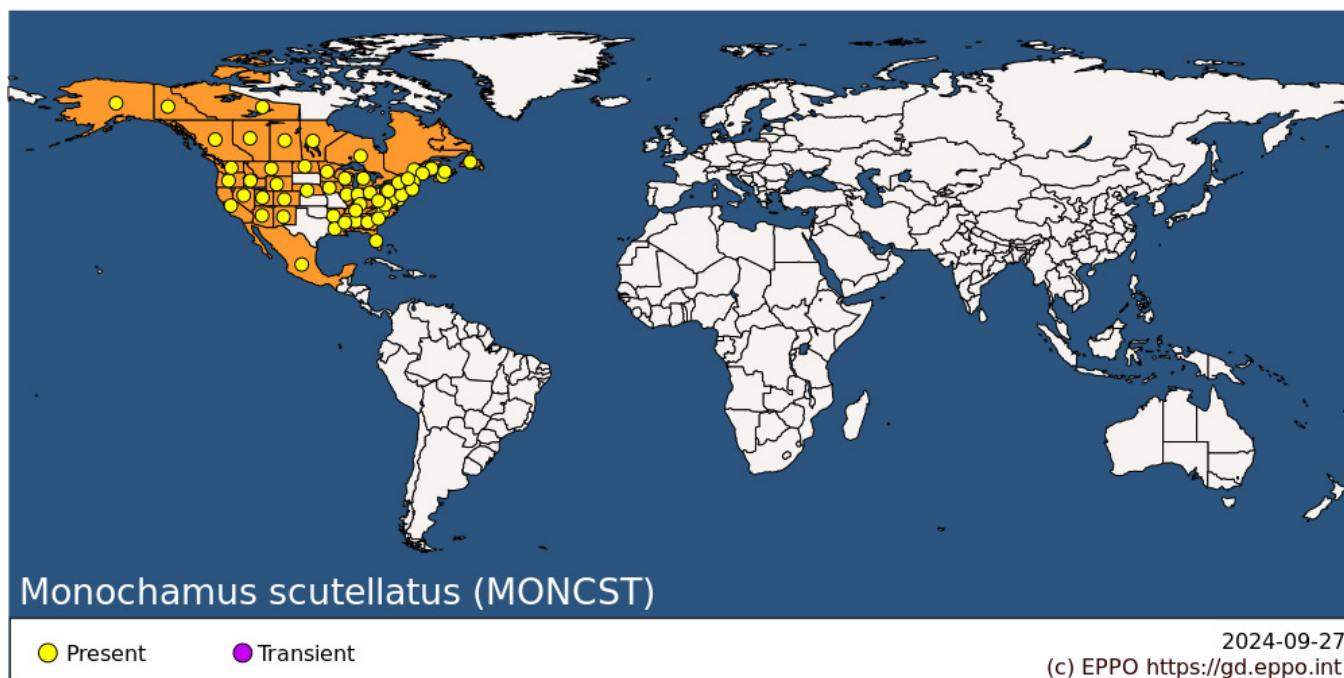 Monochamus scutellatus (MONCST)
Present
Transient
2024-09-27
(c) EPPO https://gd.eppo.int